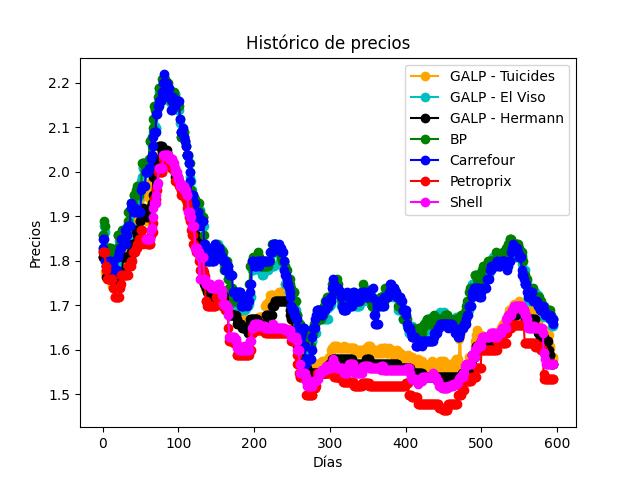 Histórico de precios
GALP - Tuicides
GALP - El Viso
GALP - Hermann
BP
Carrefour
Petroprix
Shell
Precios
2.2
2.1
2.0
1.9
1.8
1.7
1.6
1.5
0 100 200 300 400 500 600
Días